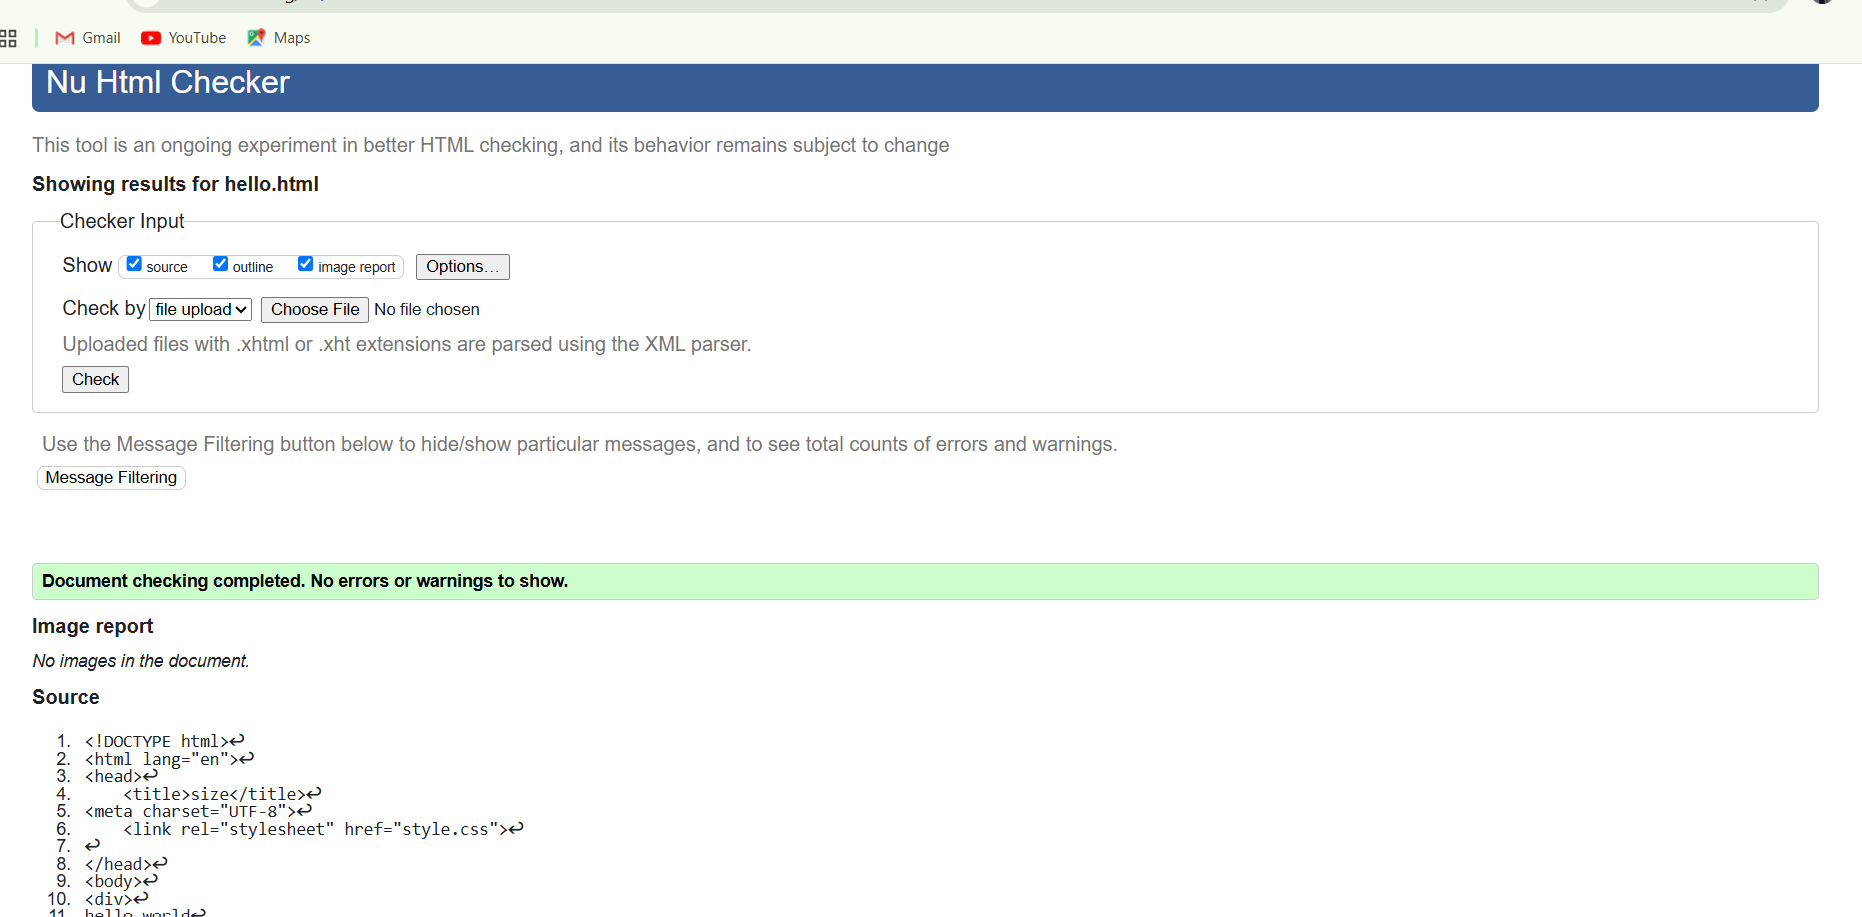 Gmail YouTube Maps
Nu Html Checker
This tool is an ongoing experiment in better HTML checking, and its behavior remains subject to change
Showing results for hello.html
Checker Input
Show source outline image report Options...
Check by file upload Choose File No file chosen
Uploaded files with .xhtml or .xht extensions are parsed using the XML parser.
Check
Use the Message Filtering button below to hide/show particular messages, and to see total counts of errors and warnings.
Message Filtering
Document checking completed. No errors or warnings to show.
Image report
No images in the document.
Source
1. <!DOCTYPE html>↩
2. <html lang="en">↩
3. <head>↩
4.     <title>size</title>↩
5. <meta charset="UTF-8">↩
6.     <link rel="stylesheet" href="style.css">↩
7. ↩
8. </head>↩
9. <body>↩
10. <div>↩
11. hello world↩